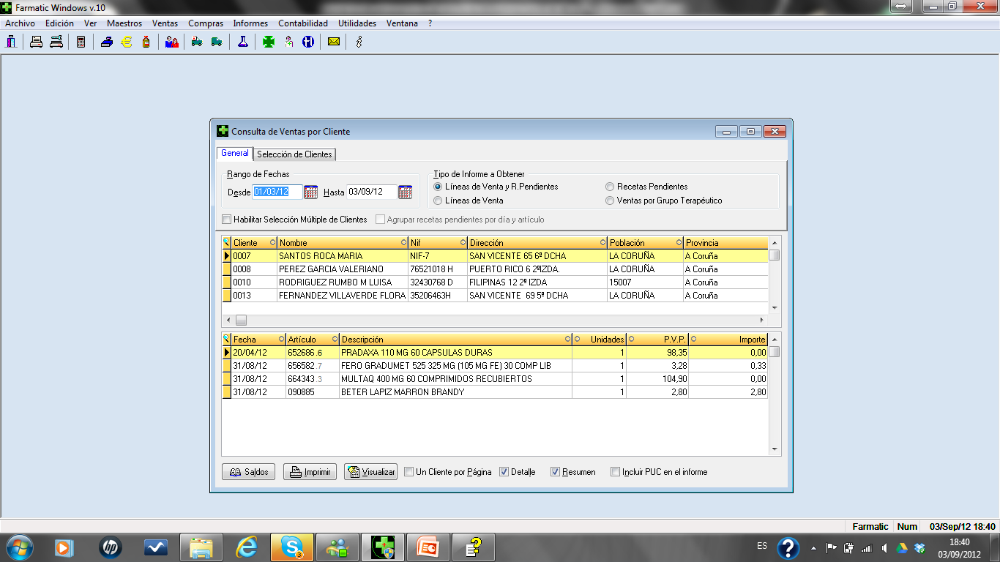 Farmatic Windows v.10
Archivo Edición Ver Maestros Ventas Compras Informes Contabilidad Utilidades Ventana ?
Consulta de Ventas por Cliente
General Selección de Clientes
Rango de Fechas Tipo de Informe a Obtener
Desde 01/03/12 Hasta 03/09/12 Líneas de Venta y R.Pendientes Recetas Pendientes
Líneas de Venta Ventas por Grupo Terapéutico
Habilitar Selección Múltiple de Clientes Agrupar recetas pendientes por día y artículo
Cliente Nombre Nif Dirección Población Provincia
0007 SANTOS ROCA MARIA NIF-7 SAN VICENTE 65 6º DCHA LA CORUÑA A Coruña
0008 PEREZ GARCIA VALERIANO 76521018 H PUERTO RICO 6 2ºIZDA. LA CORUÑA A Coruña
0010 RODRIGUEZ RUMBO M LUISA 32430768 D FILIPINAS 12 2º IZDA 15007 A Coruña
0013 FERNANDEZ VILLAVERDE FLORA 35206463H SAN VICENTE 69 5º DCHA LA CORUÑA A Coruña
Fecha Artículo Descripción Unidades P.V.P. Importe
20/04/12 652686.6 PRADAXA 110 MG 60 CAPSULAS DURAS 1 98,35 0,00
31/08/12 656582.7 FERO GRADUMET 525 325 MG (105 MG FE) 30 COMP LIB 1 3,28 0,33
31/08/12 664343.3 MULTAQ 400 MG 60 COMPRIMIDOS RECUBIERTOS 1 104,90 0,00
31/08/12 090885 BETER LAPIZ MARRON BRANDY 1 2,80 2,80
Saldos Imprimir Visualizar Un Cliente por Página Detalle Resumen Incluir PUC en el informe
Farmatic Num 03/Sep/12 18:40
ES 18:40
03/09/2012